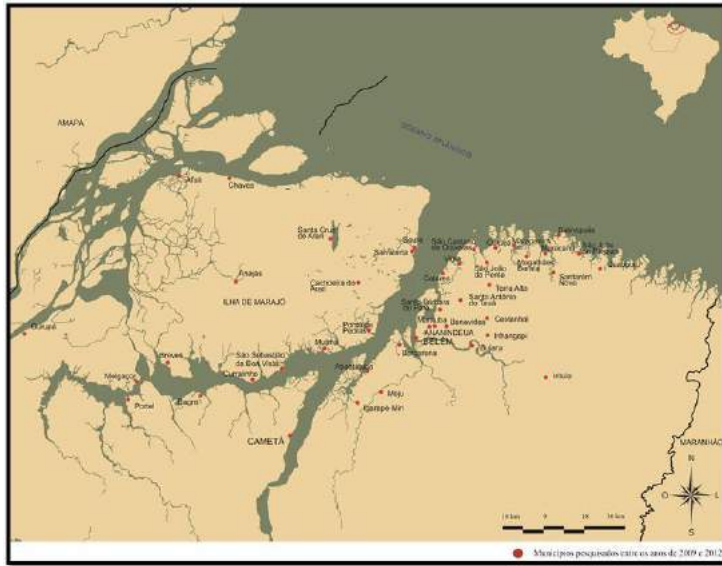 AMAPÁ
OCEANO ATLÂNTICO
Afuá
Chaves
Santa Cruz
do Arari
Soure
Salvaterra
Anajás
Cachoeira do
Arari
ILHA DE MARAJÓ
Ponta de
Pedras
Muaná
Gurupá
Breves
São Sebastião
da Boa Vista
Curralinho
Melgaço
Portel
Bagre
Abaetetuba
Moju
Igarapé-Miri
CAMETÁ
Barcarena
São Caetano
de Odivelas
Vigia
Colares
Curuçá
Marapanim
Magalhães
Barata
Maracanã
Salinópolis
São João
de Pirabas
Santarém
Novo
São João
da Ponta
Terra Alta
Santo Antônio
do Tauá
Santa Bárbara
do Pará
Marituba
Benevides
ANANINDEUA
BELÉM
Castanhal
Inhangapi
Bujaru
Irituia
MARANHÃO
N
O
L
S
Municípios pesquisados entre os anos de 2009 e 2012